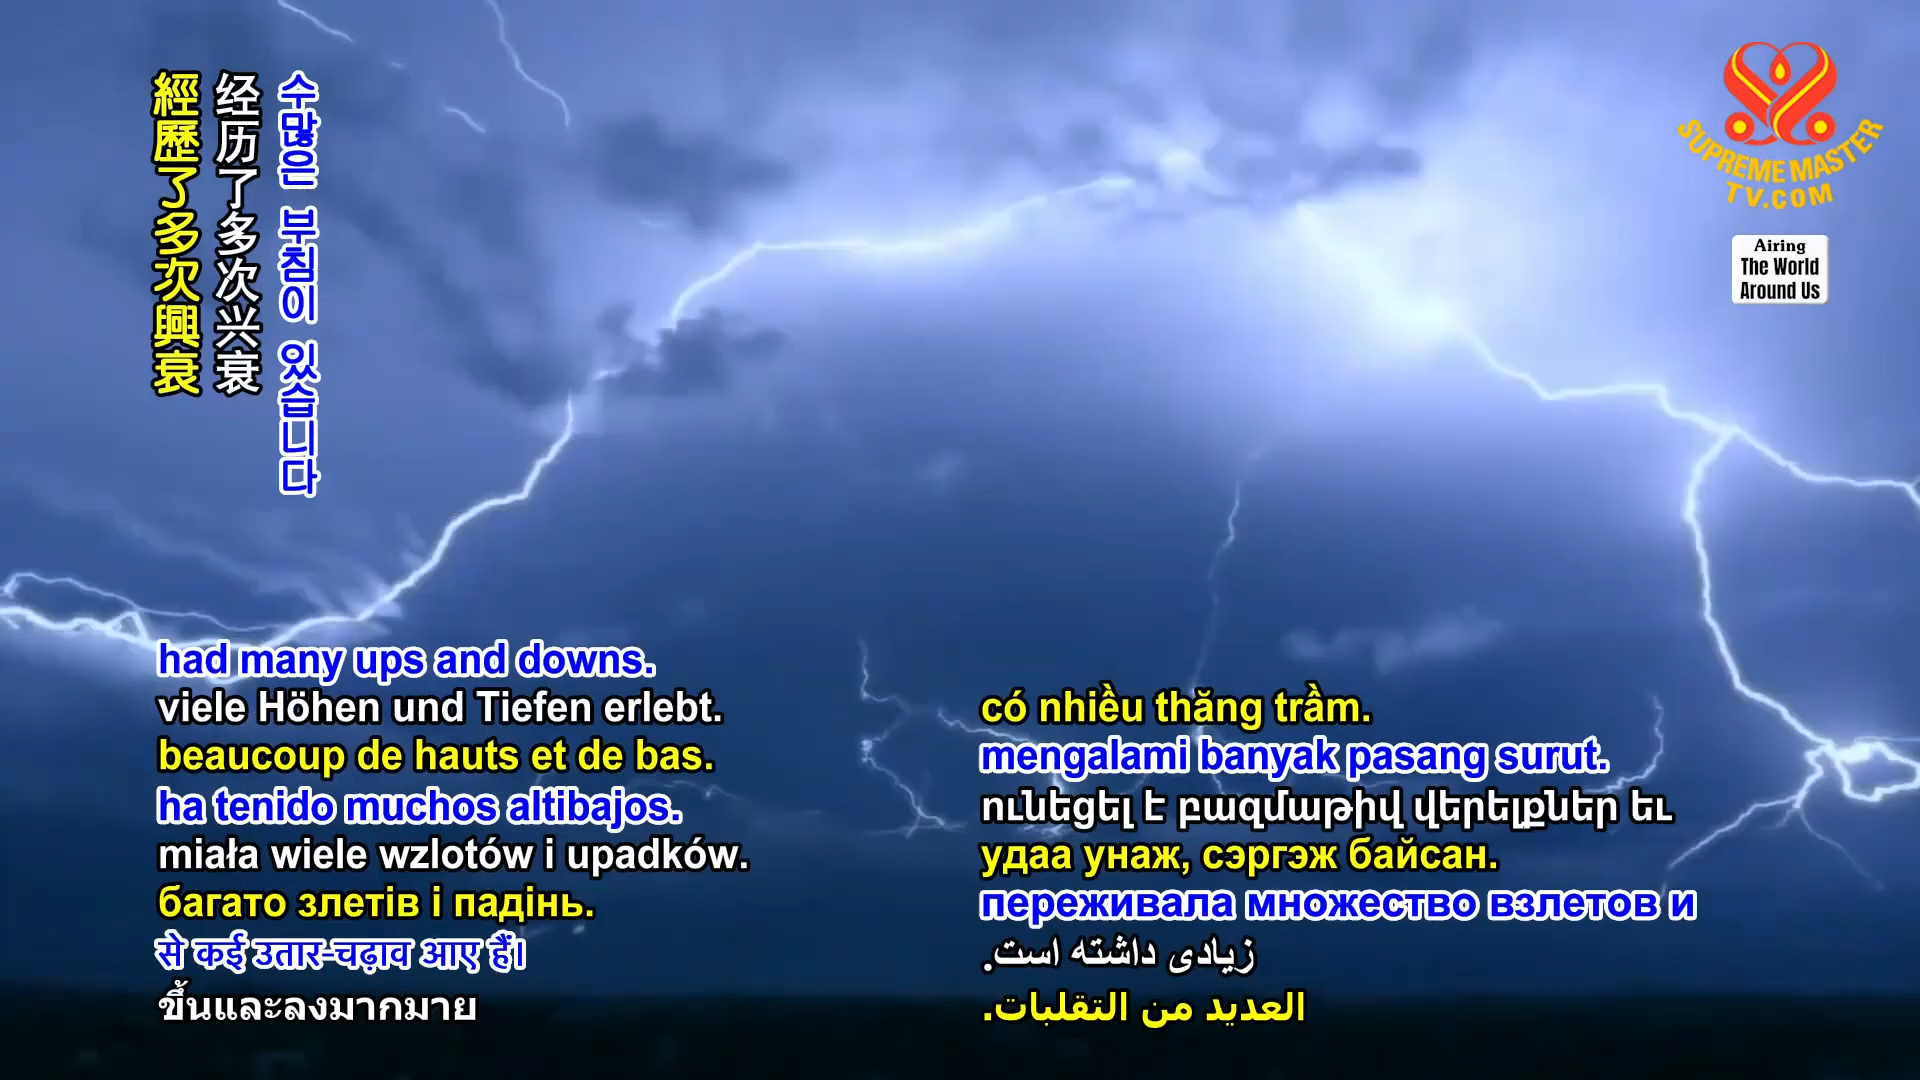 經歷了多次興衰
经历了多次兴衰
수많은 부침이 있습니다
SUPREME MASTER
TV.COM
Airing
The World
Around Us
had many ups and downs.
viele Höhen und Tiefen erlebt.
beaucoup de hauts et de bas.
ha tenido muchos altibajos.
miała wiele wzlotów i upadków.
багато злетів і падінь.
से कई उतार-चढ़ाव आए हैं।
ขึ้นและลงมากมาย
có nhiều thăng trầm.
mengalami banyak pasang surut.
ունեցել է բազմաթիվ վերելքներ եւ
удаа унаж, сэргэж байсан.
переживала множество взлетов и
زیادی داشته است.
العديد من التقلبات.